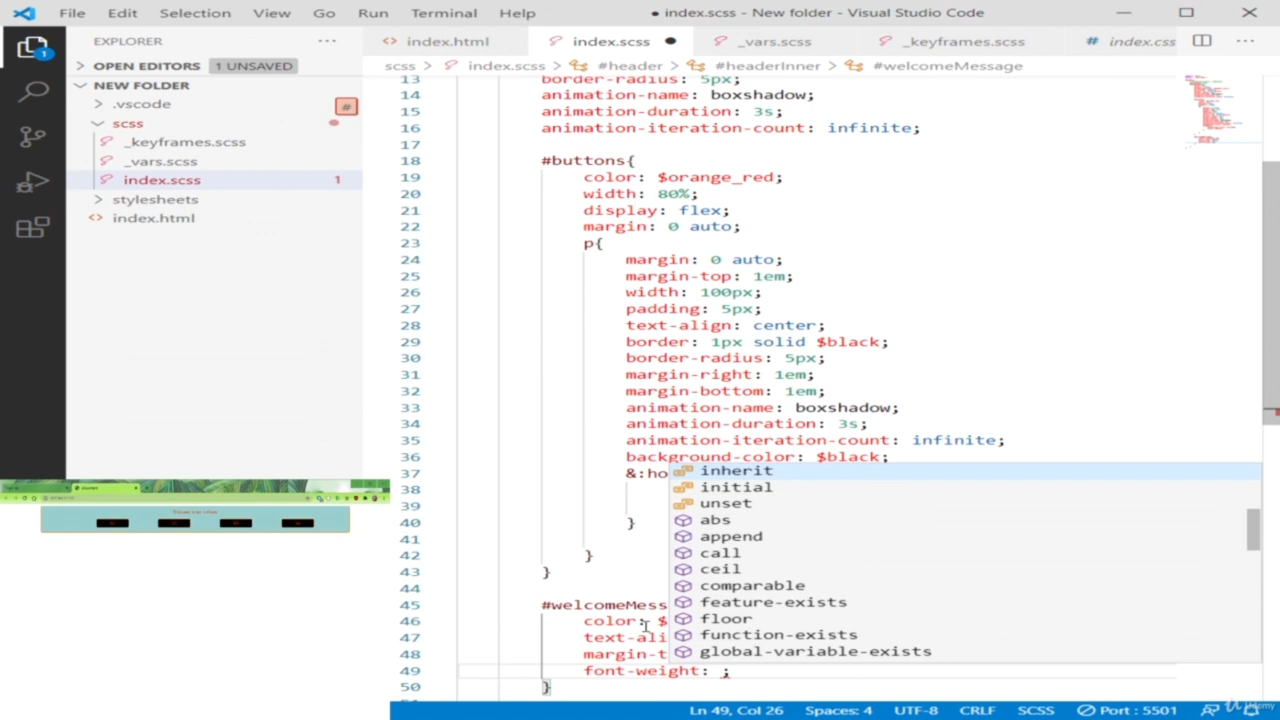 File Edit Selection View Go Run Terminal Help
● index.scss - New folder - Visual Studio Code
EXPLORER
index.html index.scss _vars.scss _keyframes.scss # index.css
OPEN EDITORS 1 UNSAVED
scss > index.scss > #header > #headerInner > #welcomeMessage
NEW FOLDER
.vscode
scss
_keyframes.scss
_vars.scss
index.scss 1
stylesheets
index.html
13 border-radius: 5px;
14 animation-name: boxshadow;
15 animation-duration: 3s;
16 animation-iteration-count: infinite;
17
18 #buttons{
19 color: $orange_red;
20 width: 80%;
21 display: flex;
22 margin: 0 auto;
23 p{
24 margin: 0 auto;
25 margin-top: 1em;
26 width: 100px;
27 padding: 5px;
28 text-align: center;
29 border: 1px solid $black;
30 border-radius: 5px;
31 margin-right: 1em;
32 margin-bottom: 1em;
33 animation-name: boxshadow;
34 animation-duration: 3s;
35 animation-iteration-count: infinite;
36 background-color: $black;
37 &:ho
38
39
40 }
41
42 }
43 }
44
45 #welcomeMess
46 color: $
47 text-ali
48 margin-t
49 font-weight: ;
50 }
inherit
initial
unset
abs
append
call
ceil
comparable
feature-exists
floor
function-exists
global-variable-exists
Ln 49, Col 26 Spaces: 4 UTF-8 CRLF SCSS Port : 5501
Udemy